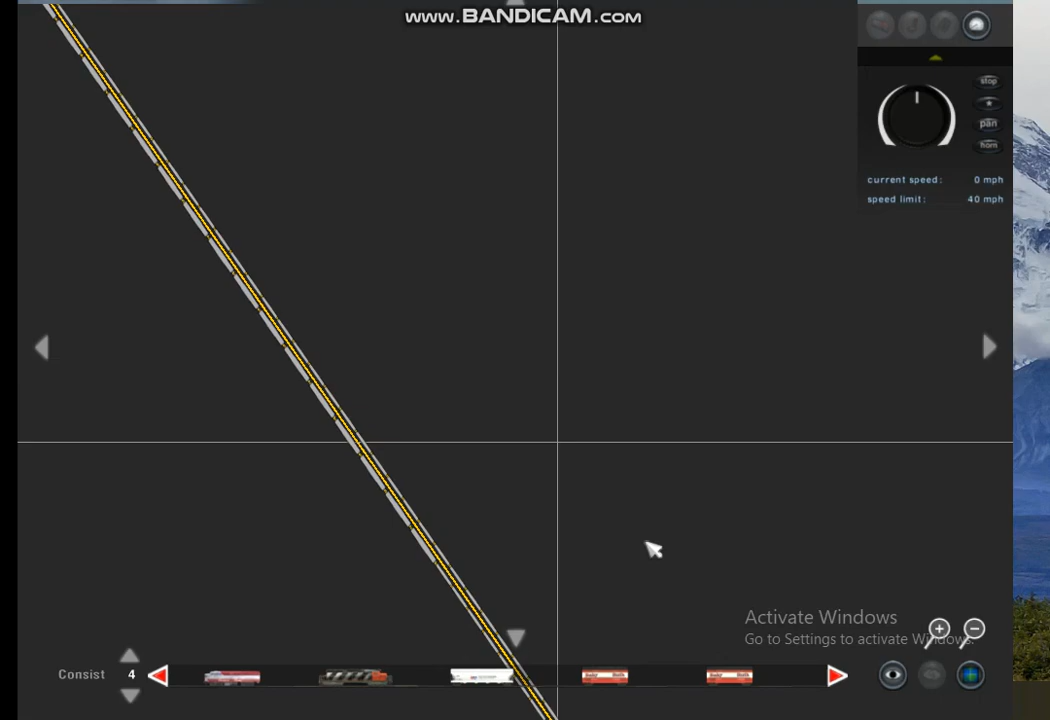 www.BANDICAM.com
stop
pan
horn
current speed: 0 mph
speed limit: 40 mph
Activate Windows
Go to Settings to activate Windows.
Consist 4